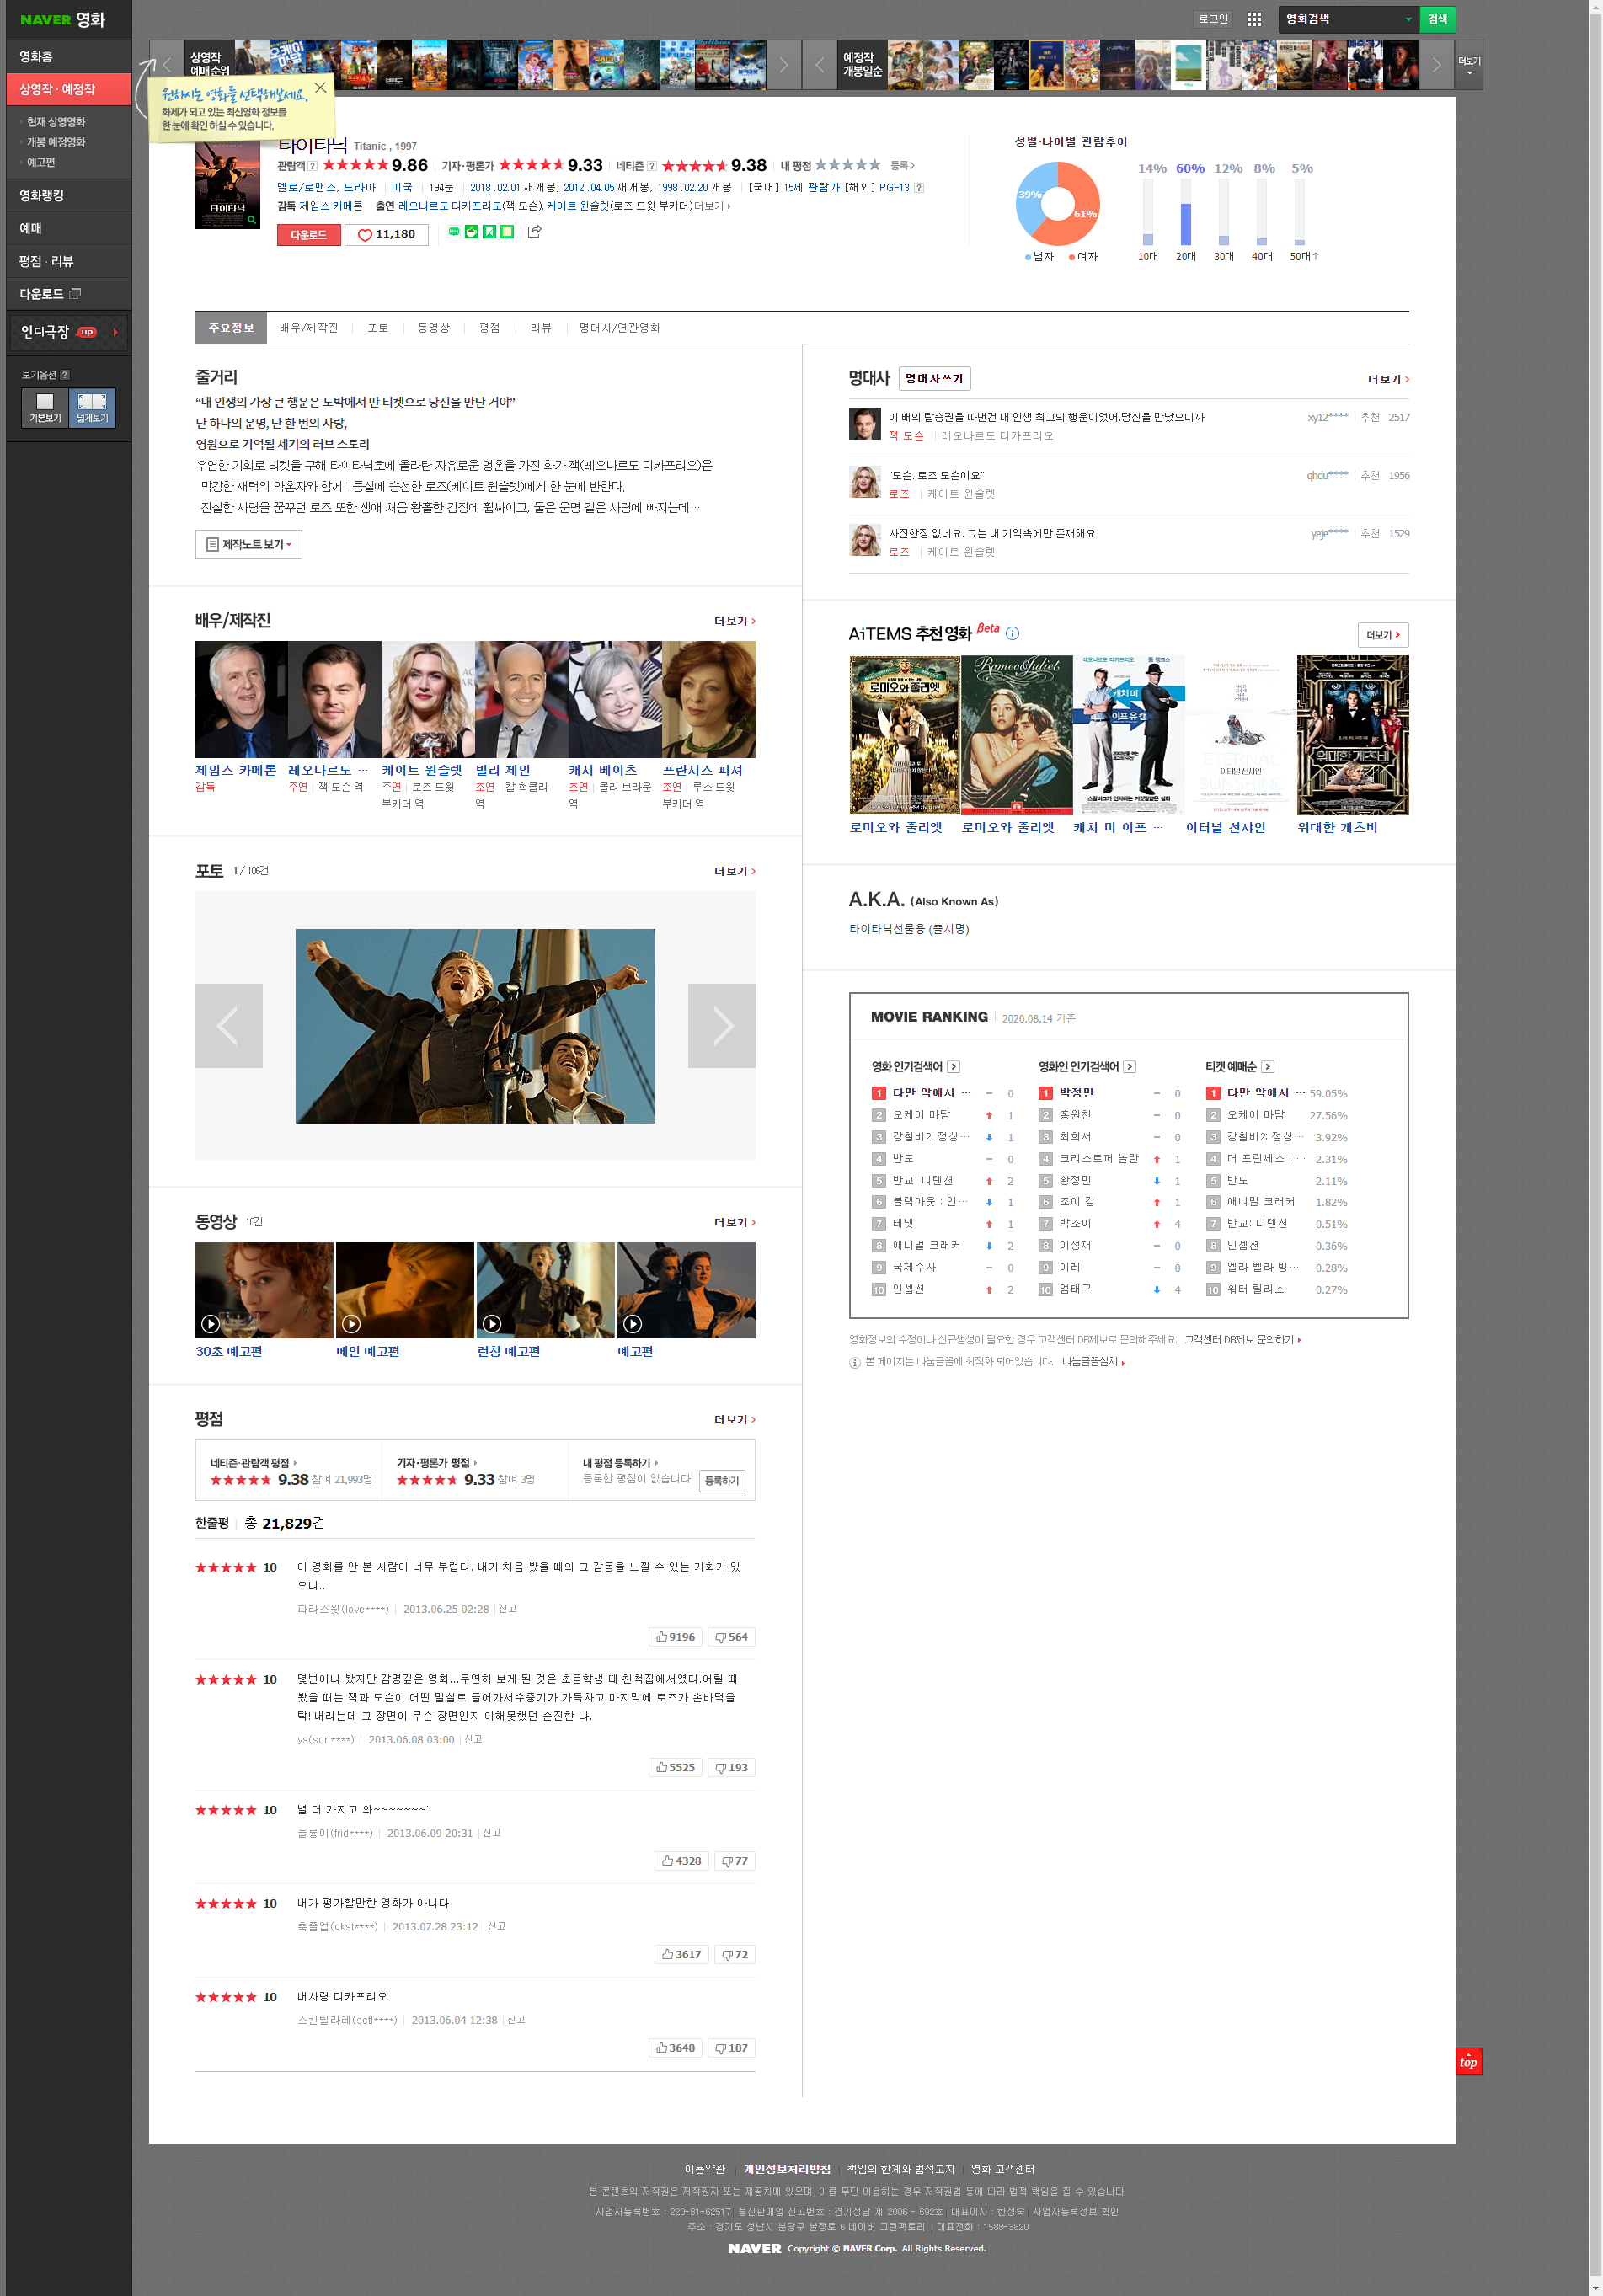 NAVER 영화
로그인
영화검색
검색
영화홈
상영작 · 예정작
현재 상영영화
개봉 예정영화
예고편
영화랭킹
예매
평점 · 리뷰
다운로드
인디극장 up
보기옵션 ?
기본보기 넓게보기
상영작
예매순위
예정작
개봉일순
더보기
원하시는 영화를 선택해보세요.
화제가 되고 있는 최신영화 정보를
한 눈에 확인 하실 수 있습니다.
타이타닉 Titanic , 1997
관람객 ? 9.86 기자·평론가 9.33 네티즌 ? 9.38 내 평점 등록
멜로/로맨스, 드라마 미국 194분 2018 .02.01 재개봉, 2012 .04.05 재개봉, 1998 .02.20 개봉 [국내] 15세 관람가 [해외] PG-13 ?
감독 제임스 카메론 출연 레오나르도 디카프리오(잭 도슨), 케이트 윈슬렛(로즈 드윗 부카더) 더보기
다운로드 11,180
타이타닉
성별·나이별 관람추이
39% 61%
남자 여자
14% 60% 12% 8% 5%
10대 20대 30대 40대 50대↑
주요정보 배우/제작진 포토 동영상 평점 리뷰 명대사/연관영화
줄거리
“내 인생의 가장 큰 행운은 도박에서 딴 티켓으로 당신을 만난 거야”
단 하나의 운명, 단 한 번의 사랑,
영원으로 기억될 세기의 러브 스토리
우연한 기회로 티켓을 구해 타이타닉호에 올라탄 자유로운 영혼을 가진 화가 잭(레오나르도 디카프리오)은
막강한 재력의 약혼자와 함께 1등실에 승선한 로즈(케이트 윈슬렛)에게 한 눈에 반한다.
진실한 사랑을 꿈꾸던 로즈 또한 생애 처음 황홀한 감정에 휩싸이고, 둘은 운명 같은 사랑에 빠지는데…
제작노트 보기
배우/제작진 더보기
제임스 카메론 레오나르도 … 케이트 윈슬렛 빌리 제인 캐시 베이츠 프란시스 피셔
감독 주연 잭 도슨 역 주연 로즈 드윗 조연 칼 헉클리 조연 몰리 브라운 조연 루스 드윗
부카더 역 역 역 부카더 역
포토 1 / 106건 더보기
동영상 10건 더보기
30초 예고편 메인 예고편 런칭 예고편 예고편
평점 더보기
네티즌·관람객 평점 기자·평론가 평점 내 평점 등록하기
9.38 참여 21,993명 9.33 참여 3명 등록한 평점이 없습니다. 등록하기
한줄평 총 21,829건
10 이 영화를 안 본 사람이 너무 부럽다. 내가 처음 봤을 때의 그 감동을 느낄 수 있는 기회가 있
으니..
파라스윗(love****) 2013.06.25 02:28 신고
9196 564
10 몇번이나 봤지만 감명깊은 영화...우연히 보게 된 것은 초등학생 때 친척집에서였다.어릴 때
봤을 때는 잭과 도슨이 어떤 밀실로 들어가서수중기가 가득차고 마지막에 로즈가 손바닥을
탁! 내리는데 그 장면이 무슨 장면인지 이해못했던 순진한 나.
ys(sori****) 2013.06.08 03:00 신고
5525 193
10 별 더 가지고 와~~~~~~~`
(frid****) 2013.06.09 20:31 신고
4328 77
10 내가 평가할만한 영화가 아니다
(qkst****) 2013.07.28 23:12 신고
3617 72
10 내사랑 디카프리오
스킨틸라레(sctl****) 2013.06.04 12:38 신고
3640 107
명대사 명대사쓰기 더보기
이 배의 탑승권을 따낸건 내 인생 최고의 행운이었어.당신을 만났으니까 xy12**** 추천 2517
잭 도슨 레오나르도 디카프리오
"도슨..로즈 도슨이요" qhdu**** 추천 1956
로즈 케이트 윈슬렛
사진한장 없네요. 그는 내 기억속에만 존재해요 yeje**** 추천 1529
로즈 케이트 윈슬렛
AiTEMS 추천 영화 Beta 더보기
로미오와 줄리엣
Romeo & Juliet
캐치 미
이프 유 캔
이터널 선샤인
ETERNAL SUNSHINE
위대한 개츠비
로미오와 줄리엣 로미오와 줄리엣 캐치 미 이프 … 이터널 선샤인 위대한 개츠비
A.K.A. (Also Known As)
타이타닉선물용 (출시명)
MOVIE RANKING 2020.08.14 기준
영화 인기검색어 영화인 인기검색어 티켓 예매순
1 다만 악에서 … 0 1 박정민 0 1 다만 악에서 … 59.05%
2 오케이 마담 1 2 홍원찬 0 2 오케이 마담 27.56%
3 강철비2: 정상… 1 3 최희서 0 3 강철비2: 정상… 3.92%
4 반도 0 4 크리스토퍼 놀란 1 4 더 프린세스 : … 2.31%
5 반교: 디텐션 2 5 황정민 1 5 반도 2.11%
6 블랙아웃 : 인… 1 6 조이 킹 1 6 애니멀 크래커 1.82%
7 테넷 1 7 박소이 4 7 반교: 디텐션 0.51%
8 애니멀 크래커 2 8 이정재 0 8 인셉션 0.36%
9 국제수사 0 9 이레 0 9 엘라 벨라 빙… 0.28%
10 인셉션 2 10 엄태구 4 10 워터 릴리스 0.27%
영화정보의 수정이나 신규생성이 필요한 경우 고객센터 DB제보로 문의해주세요. 고객센터 DB제보 문의하기
본 페이지는 나눔글꼴에 최적화 되어있습니다. 나눔글꼴설치
top
이용약관 개인정보처리방침 책임의 한계와 법적고지 영화 고객센터
본 콘텐츠의 저작권은 저작권자 또는 제공처에 있으며, 이를 무단 이용하는 경우 저작권법 등에 따라 법적 책임을 질 수 있습니다.
사업자등록번호 : 220-81-62517 통신판매업 신고번호 : 경기성남 제 2006 - 692호 대표이사 : 한성숙 사업자등록정보 확인
주소 : 경기도 성남시 분당구 불정로 6 네이버 그린팩토리 대표전화 : 1588-3820
NAVER Copyright © NAVER Corp. All Rights Reserved.